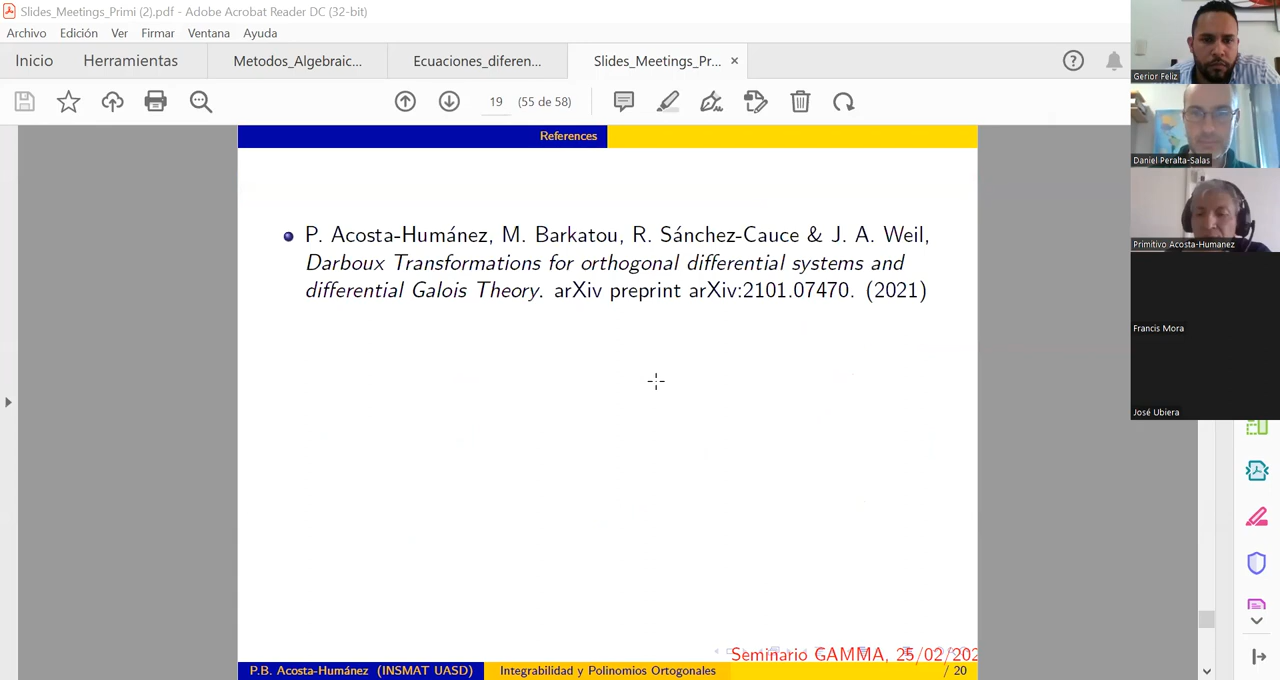 Slides_Meetings_Primi (2).pdf - Adobe Acrobat Reader DC (32-bit)
Archivo Edición Ver Firmar Ventana Ayuda
Inicio Herramientas Metodos_Algebraic... Ecuaciones_diferen... Slides_Meetings_Pr... ×
19 (55 de 58)
References
P. Acosta-Humánez, M. Barkatou, R. Sánchez-Cauce & J. A. Weil,
Darboux Transformations for orthogonal differential systems and
differential Galois Theory. arXiv preprint arXiv:2101.07470. (2021)
Seminario GAMMA, 25/02/202
P.B. Acosta-Humánez (INSMAT UASD) Integrabilidad y Polinomios Ortogonales / 20
Gerior Feliz
Daniel Peralta-Salas
Primitivo Acosta-Humanez
Francis Mora
José Ubiera